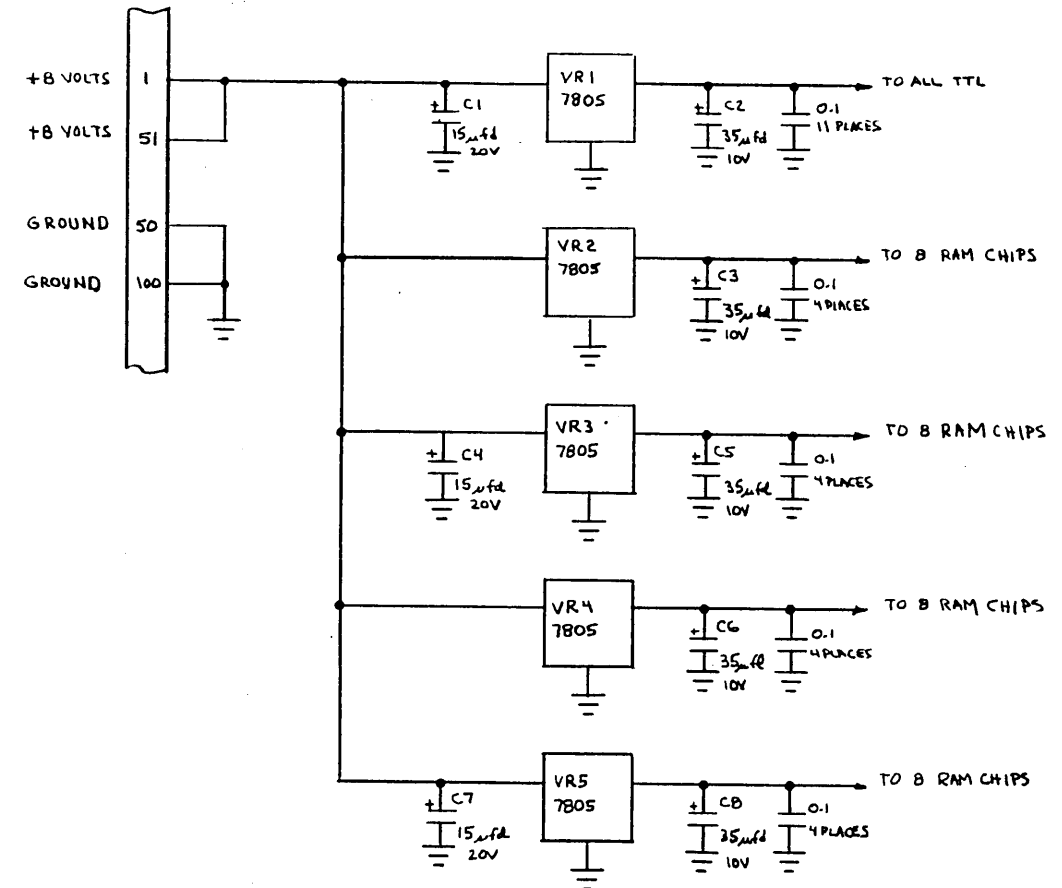 +8 VOLTS 1
+8 VOLTS 51
GROUND 50
GROUND 100
VR1
7805
+ C1
15µfd
20V
+ C2
35µfd
10V
0.1
11 PLACES
TO ALL TTL
VR2
7805
+ C3
35µfd
10V
0.1
4 PLACES
TO 8 RAM CHIPS
VR3
7805
+ C4
15µfd
20V
+ C5
35µfd
10V
0.1
4 PLACES
TO 8 RAM CHIPS
VR4
7805
+ C6
35µfd
10V
0.1
4 PLACES
TO 8 RAM CHIPS
VR5
7805
+ C7
15µfd
20V
+ C8
35µfd
10V
0.1
4 PLACES
TO 8 RAM CHIPS